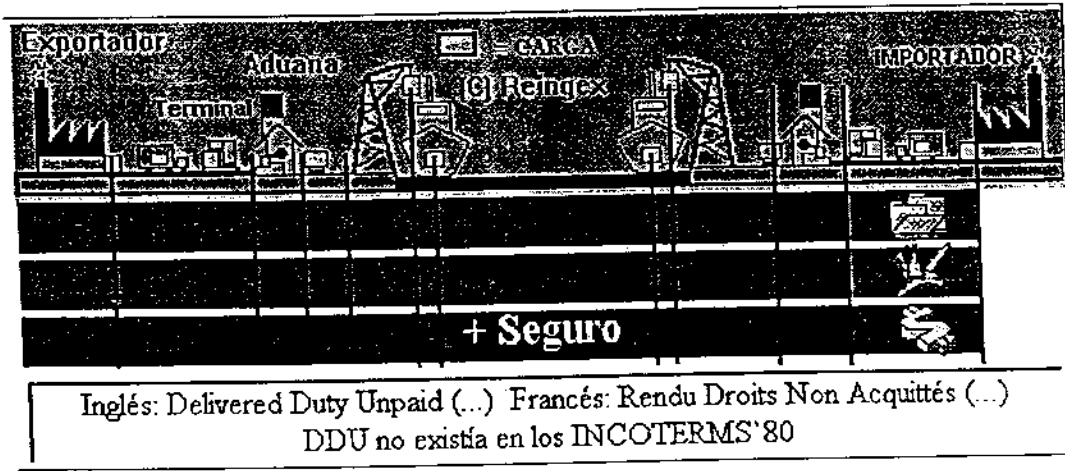 Exportador
= CARGA
IMPORTADOR
Aduana
(C) Reingex
Terminal
+ Seguro
Inglés: Delivered Duty Unpaid (...) Francés: Rendu Droits Non Acquittés (...)
DDU no existía en los INCOTERMS`80